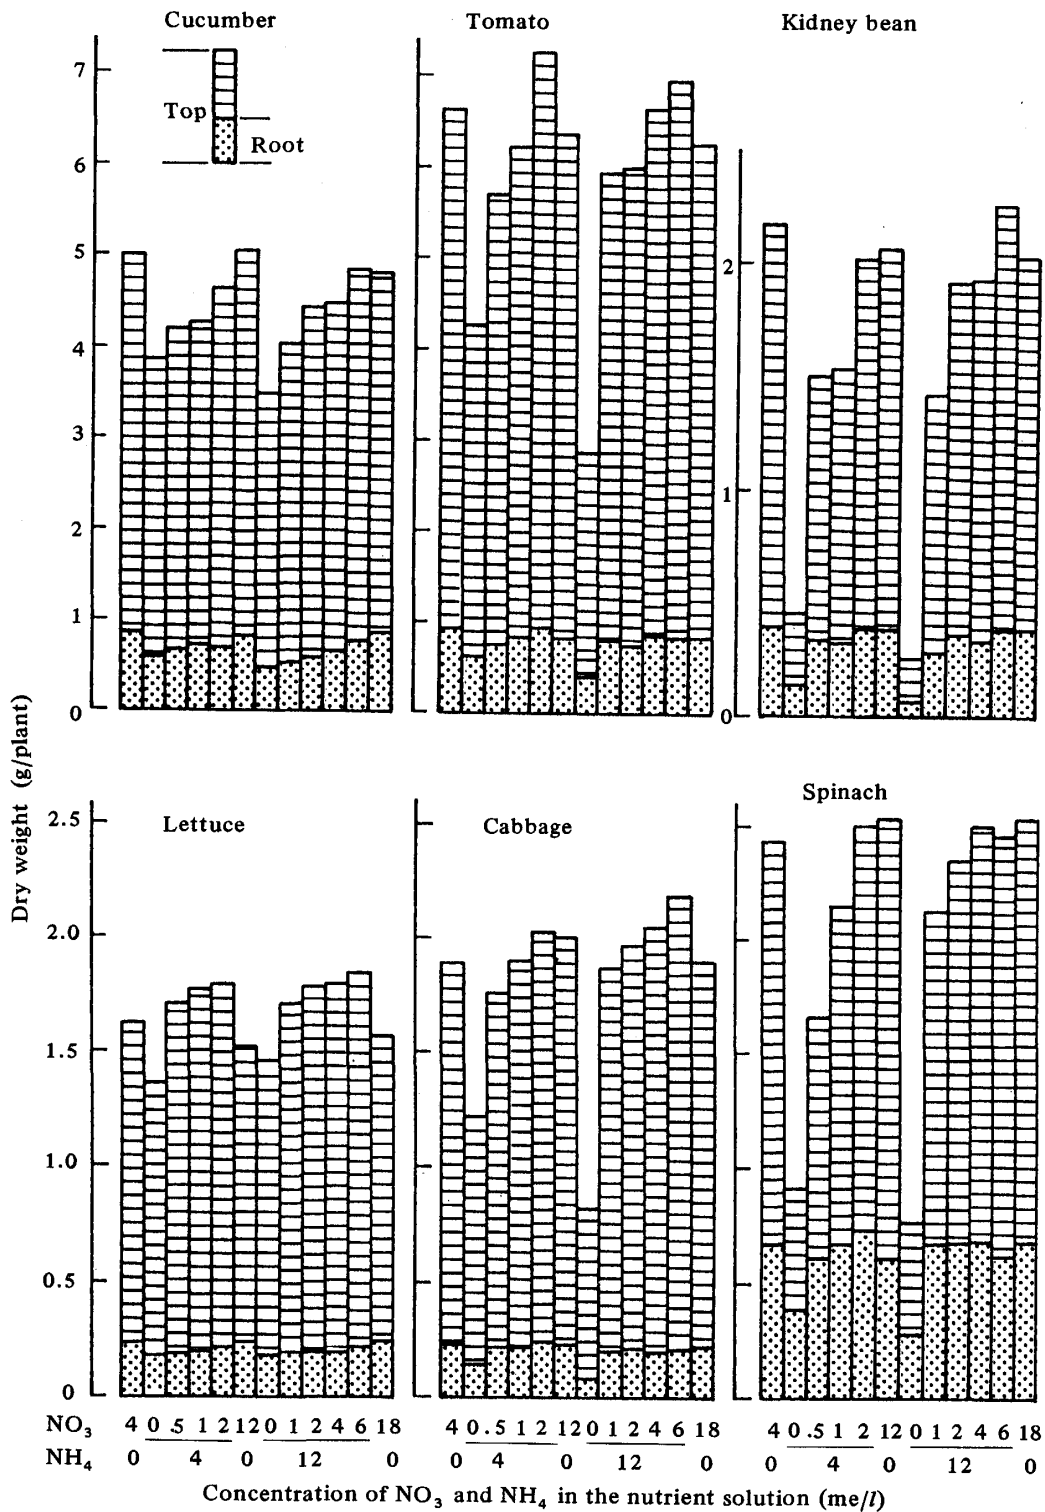 Cucumber
Tomato
Kidney bean
Top
Root
7
6
5
4
3
2
1
0
2
1
0
Dry weight (g/plant)
Lettuce
Cabbage
Spinach
2.5
2.0
1.5
1.0
0.5
0
NO3 4 0 .5 1 2 12 0 1 2 4 6 18 4 0 .5 1 2 12 0 1 2 4 6 18 4 0 .5 1 2 12 0 1 2 4 6 18
NH4 0 4 0 12 0 0 4 0 12 0 0 4 0 12 0
Concentration of NO3 and NH4 in the nutrient solution (me/l)